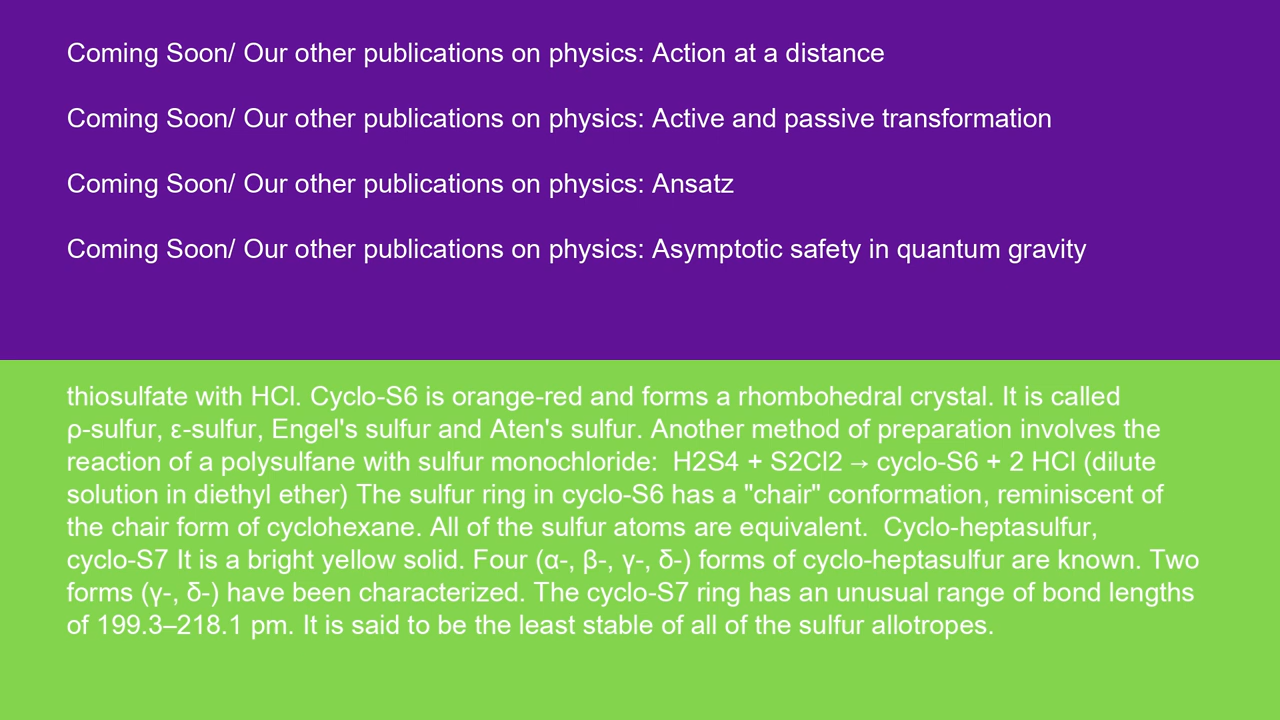 Coming Soon/ Our other publications on physics: Action at a distance
Coming Soon/ Our other publications on physics: Active and passive transformation
Coming Soon/ Our other publications on physics: Ansatz
Coming Soon/ Our other publications on physics: Asymptotic safety in quantum gravity
thiosulfate with HCl. Cyclo-S6 is orange-red and forms a rhombohedral crystal. It is called
ρ-sulfur, ε-sulfur, Engel's sulfur and Aten's sulfur. Another method of preparation involves the
reaction of a polysulfane with sulfur monochloride:  H2S4 + S2Cl2 → cyclo-S6 + 2 HCl (dilute
solution in diethyl ether) The sulfur ring in cyclo-S6 has a "chair" conformation, reminiscent of
the chair form of cyclohexane. All of the sulfur atoms are equivalent.  Cyclo-heptasulfur,
cyclo-S7 It is a bright yellow solid. Four (α-, β-, γ-, δ-) forms of cyclo-heptasulfur are known. Two
forms (γ-, δ-) have been characterized. The cyclo-S7 ring has an unusual range of bond lengths
of 199.3–218.1 pm. It is said to be the least stable of all of the sulfur allotropes.